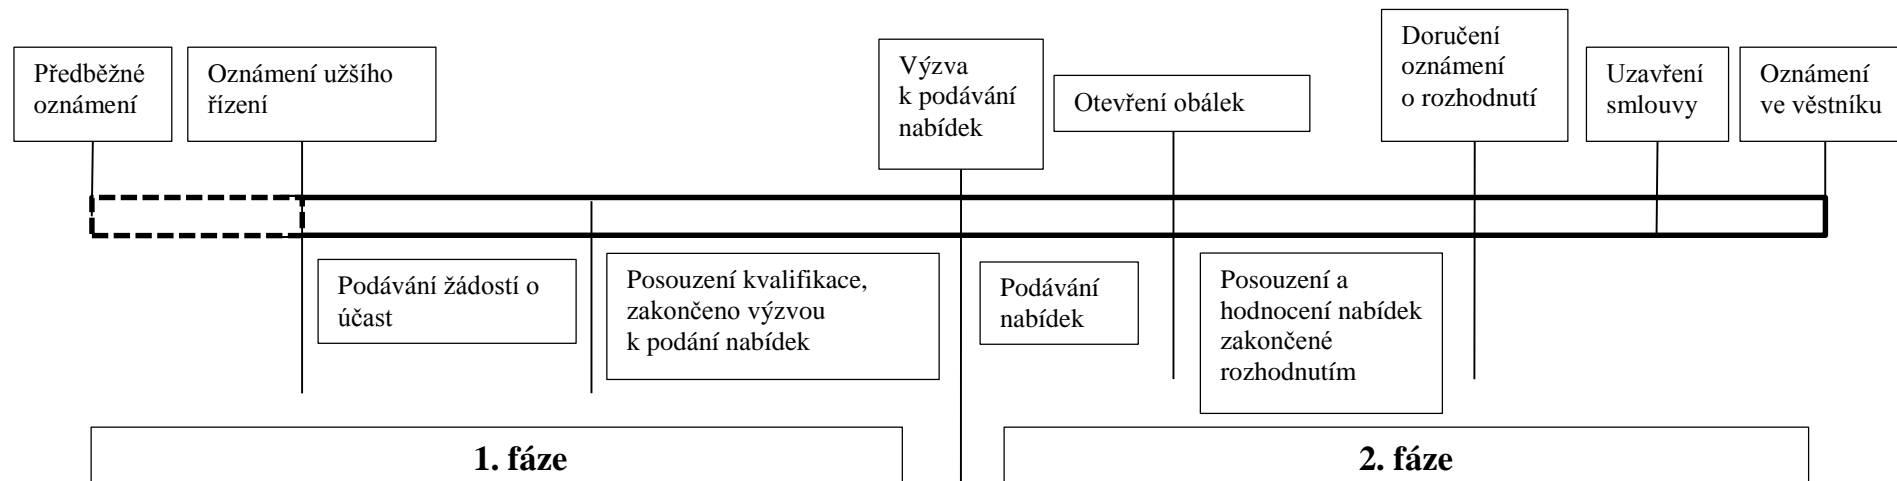 Předběžné
oznámení
Oznámení užšího
řízení
Výzva
k podávání
nabídek
Otevření obálek
Doručení
oznámení
o rozhodnutí
Uzavření
smlouvy
Oznámení
ve věstníku
Podávání žádostí o
účast
Posouzení kvalifikace,
zakončeno výzvou
k podání nabídek
Podávání
nabídek
Posouzení a
hodnocení nabídek
zakončené
rozhodnutím
1. fáze
2. fáze